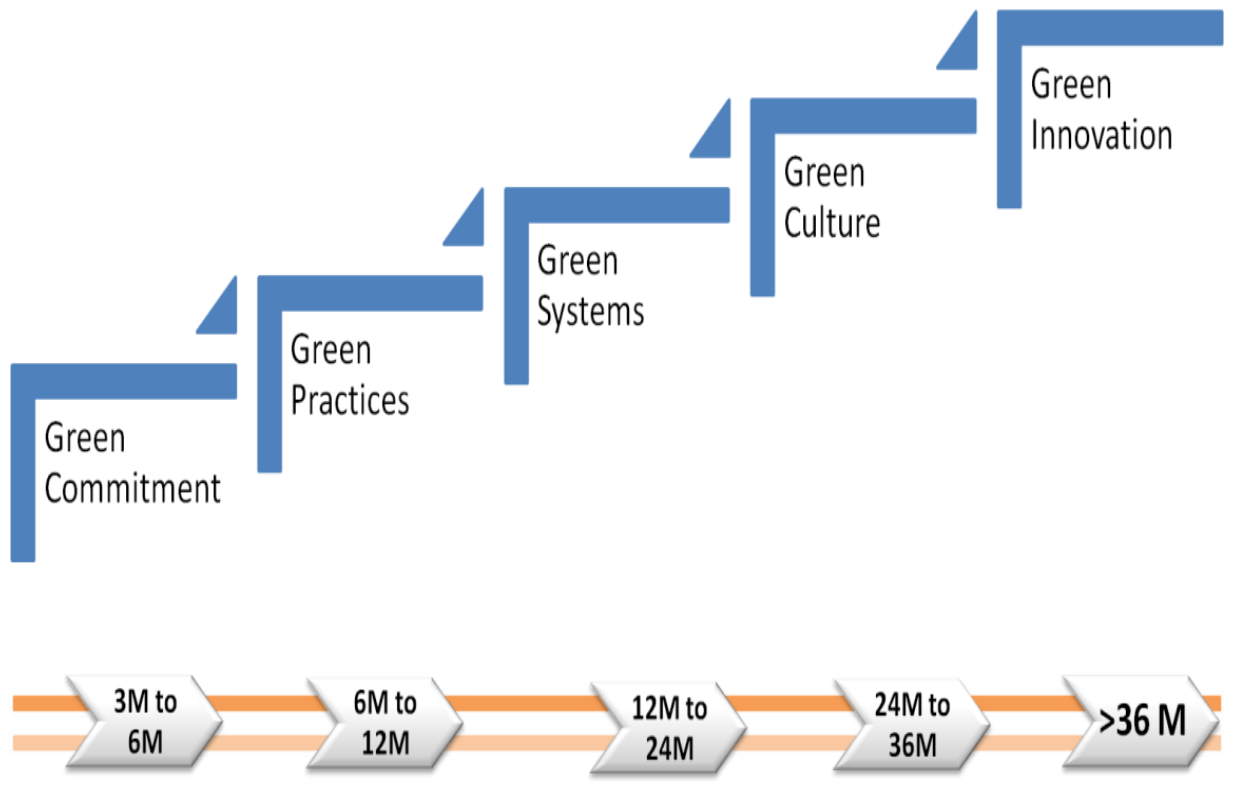 Green
Innovation
Green
Culture
Green
Systems
Green
Practices
Green
Commitment
3M to
6M
6M to
12M
12M to
24M
24M to
36M
>36 M